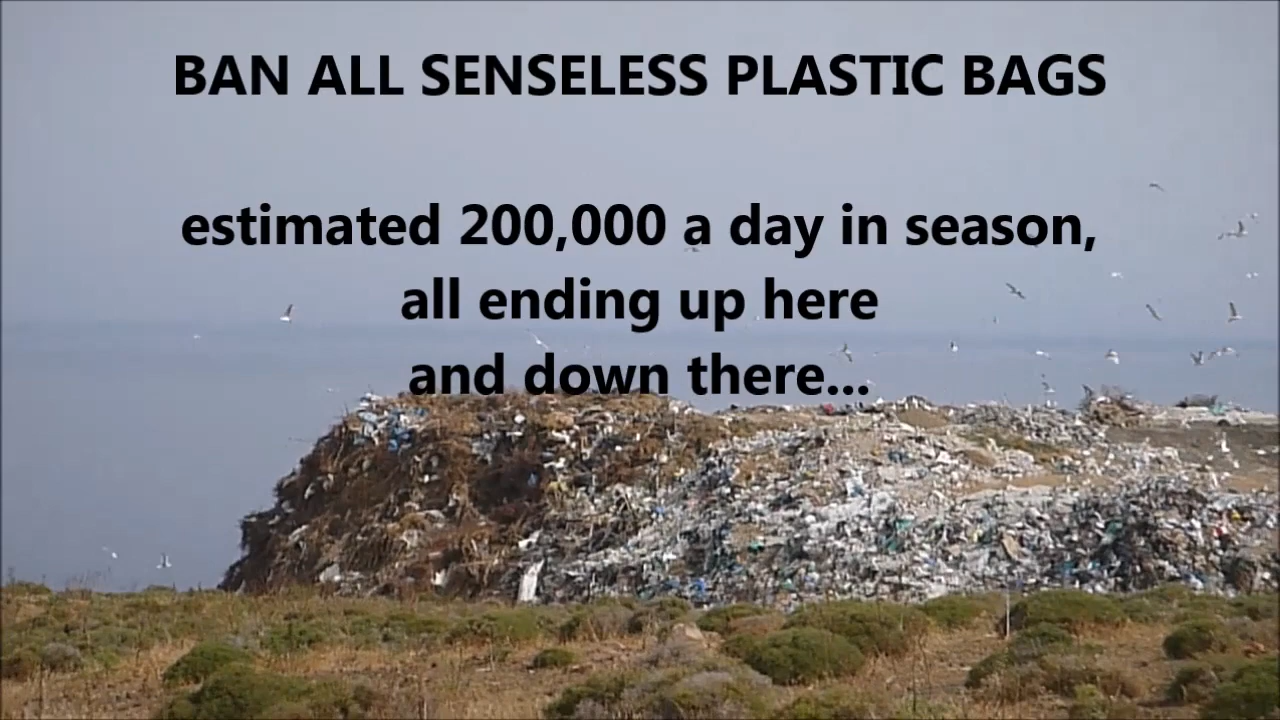 BAN ALL SENSELESS PLASTIC BAGS
estimated 200,000 a day in season,
all ending up here
and down there...